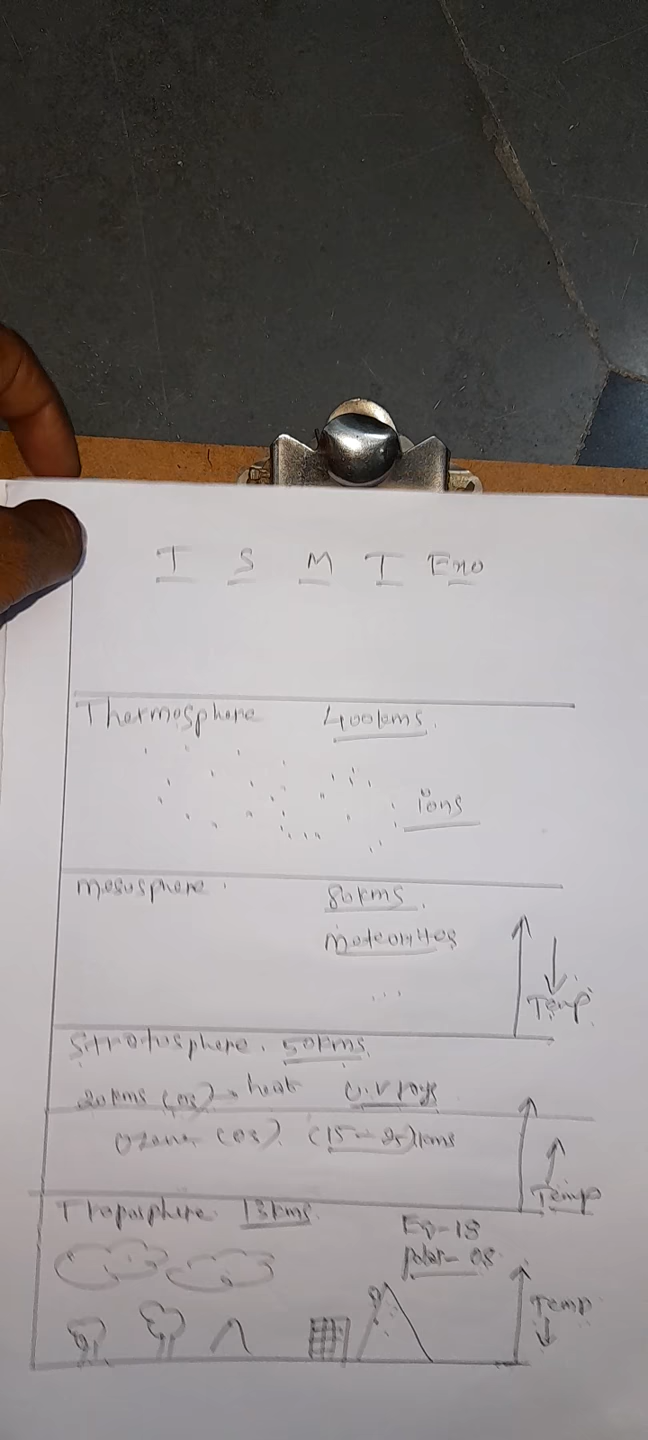 T S M T Exo
Thermosphere 400kms.
ions
Mesosphere. 80kms.
Meteorites
Temp.
Stratosphere. 50kms.
20kms (O3) → heat U.V rays
Ozone (O3). (15-25)kms
Temp
Troposphere. 13kms.
Eq-18
polar-08.
Temp